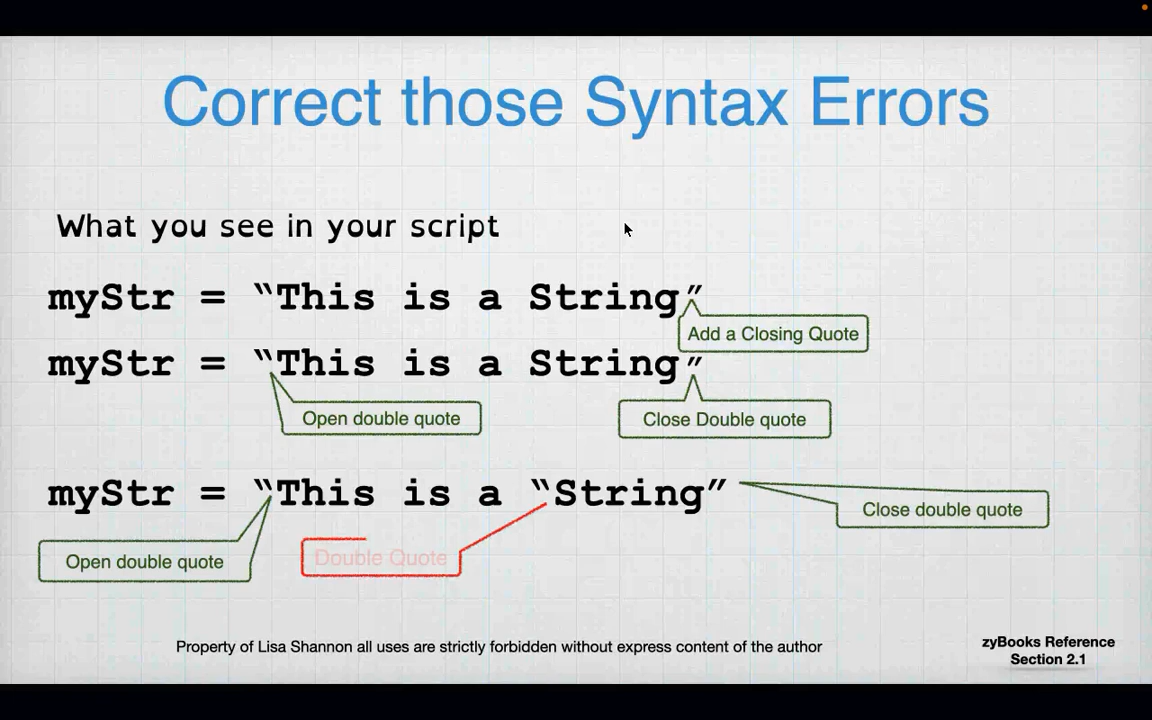 Correct those Syntax Errors
What you see in your script
myStr = “This is a String”
Add a Closing Quote
myStr = “This is a String”
Open double quote
Close Double quote
myStr = “This is a “String”
Close double quote
Open double quote
Double Quote
Property of Lisa Shannon all uses are strictly forbidden without express content of the author
zyBooks Reference
Section 2.1